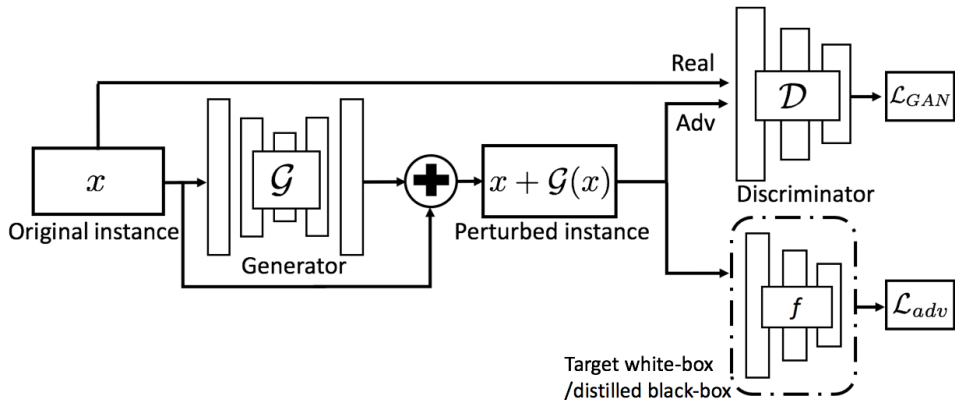 Real
𝒟
ℒ_GAN
Adv
x
𝒢
x + 𝒢(x)
Original instance
Generator
Perturbed instance
Discriminator
f
ℒ_adv
Target white-box
/distilled black-box